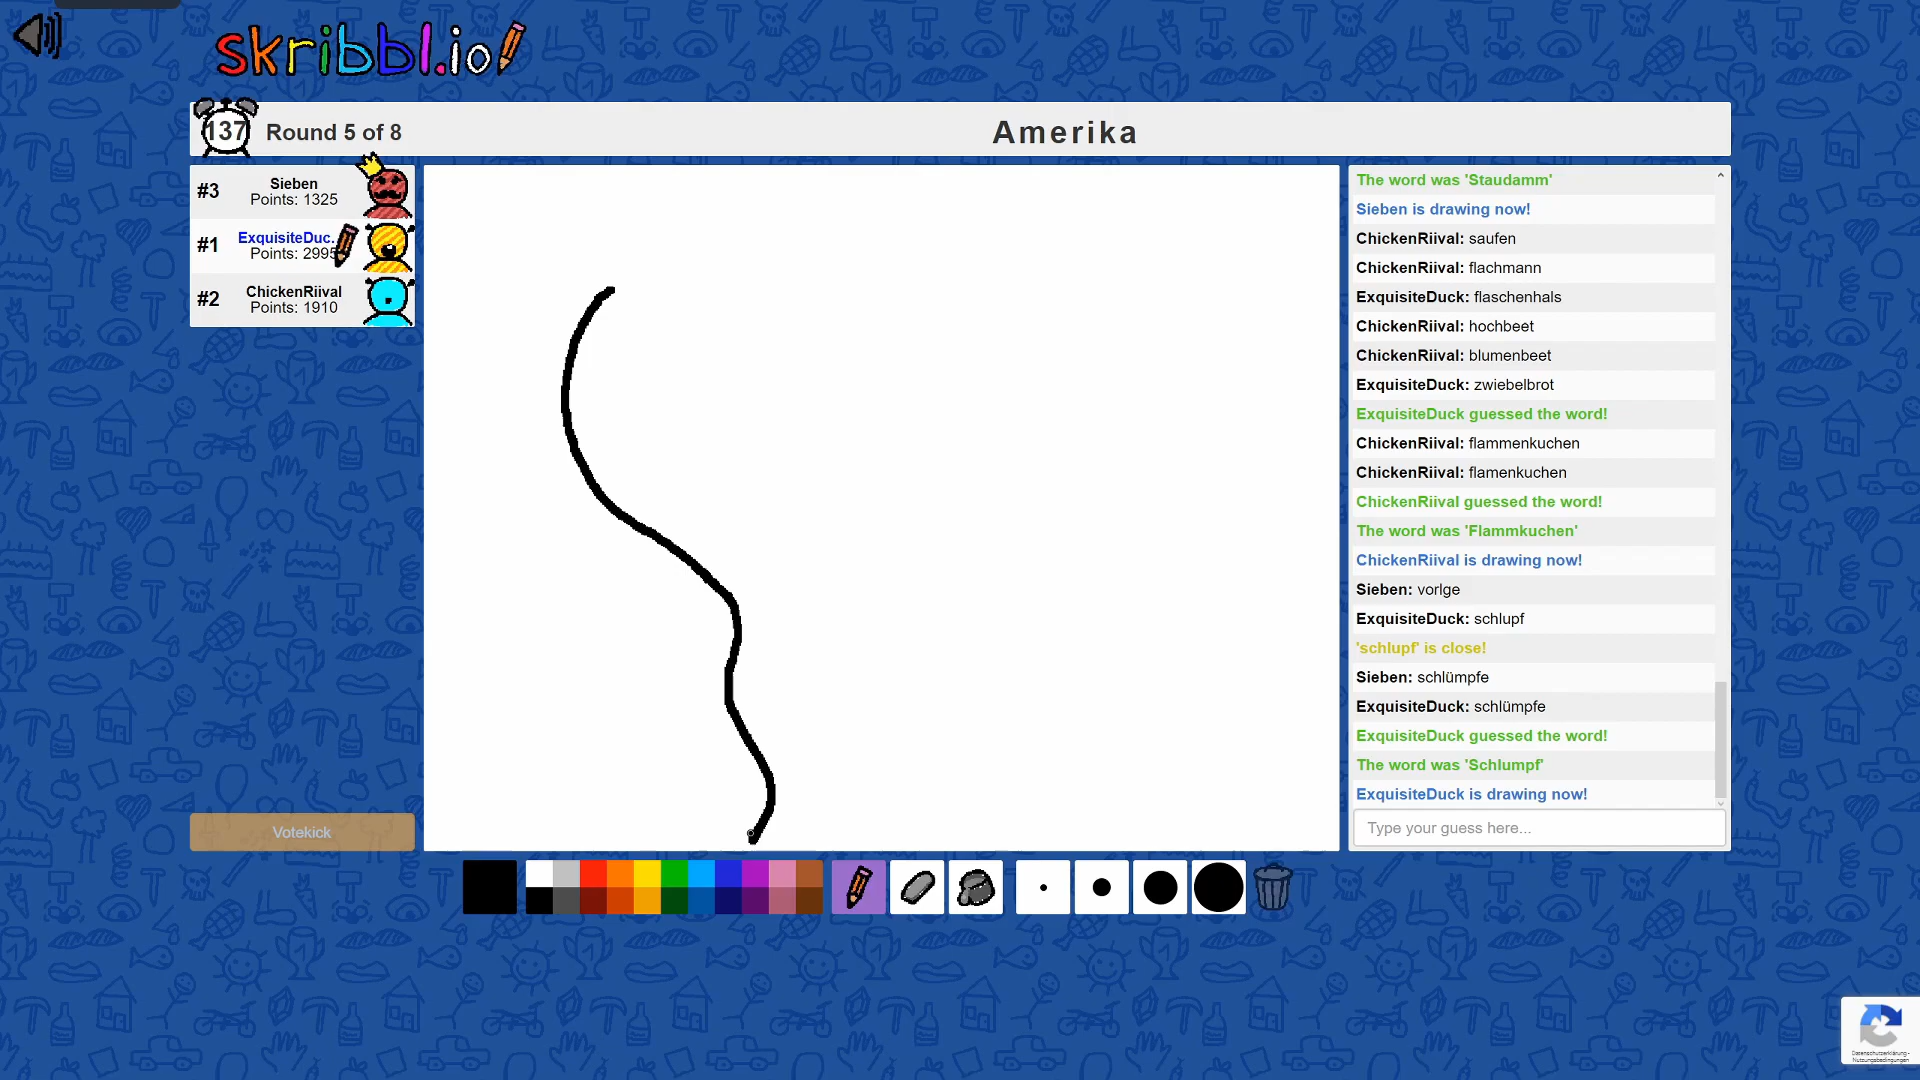 skribbl.io
137
Round 5 of 8
Amerika
#3
Sieben
Points: 1325
#1
ExquisiteDuc...
Points: 2995
#2
ChickenRiival
Points: 1910
Votekick
The word was 'Staudamm'
Sieben is drawing now!
ChickenRiival: saufen
ChickenRiival: flachmann
ExquisiteDuck: flaschenhals
ChickenRiival: hochbeet
ChickenRiival: blumenbeet
ExquisiteDuck: zwiebelbrot
ExquisiteDuck guessed the word!
ChickenRiival: flammenkuchen
ChickenRiival: flamenkuchen
ChickenRiival guessed the word!
The word was 'Flammkuchen'
ChickenRiival is drawing now!
Sieben: vorlge
ExquisiteDuck: schlupf
'schlupf' is close!
Sieben: schlümpfe
ExquisiteDuck: schlümpfe
ExquisiteDuck guessed the word!
The word was 'Schlumpf'
ExquisiteDuck is drawing now!
Type your guess here...
Datenschutzerklärung -
Nutzungsbedingungen